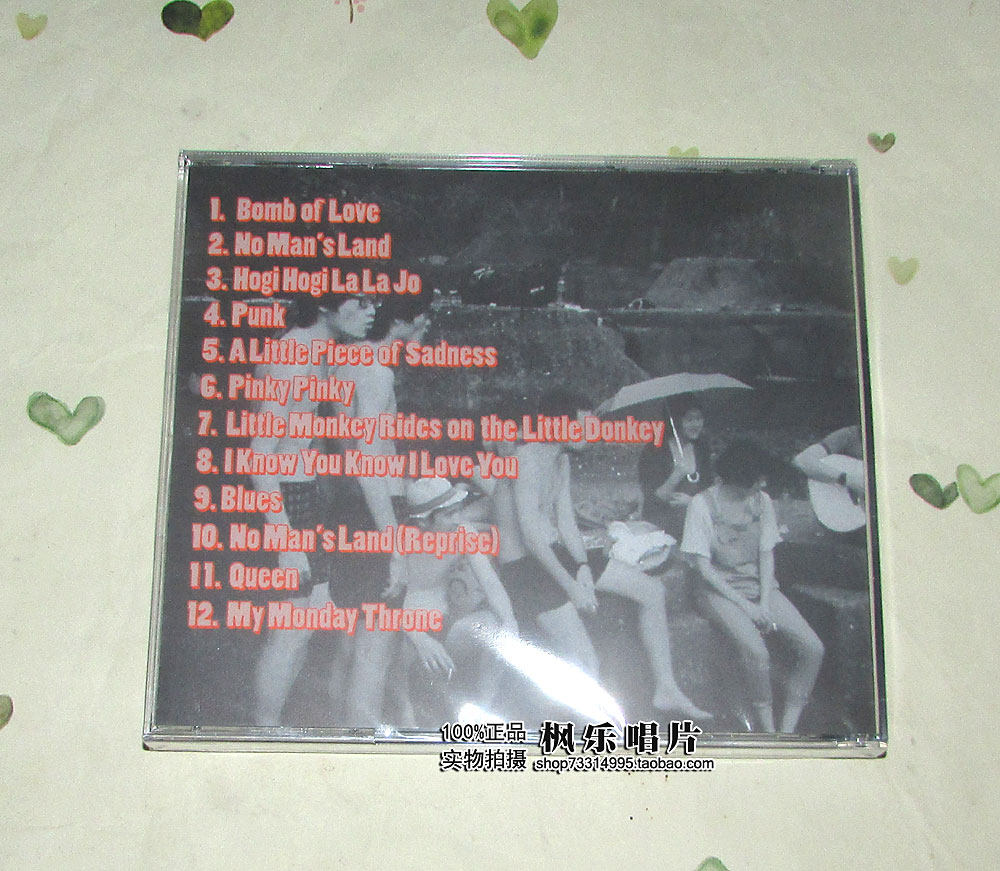 1. Bomb of Love
2. No Man's Land
3. Hogi Hogi La La Jo
4. Punk
5. A Little Piece of Sadness
6. Pinky Pinky
7. Little Monkey Rides on the Little Donkey
8. I Know You Know I Love You
9. Blues
10. No Man's Land (Reprise)
11. Queen
12. My Monday Throne
100%正品 枫乐唱片
实物拍摄 shop73314995.taobao.com